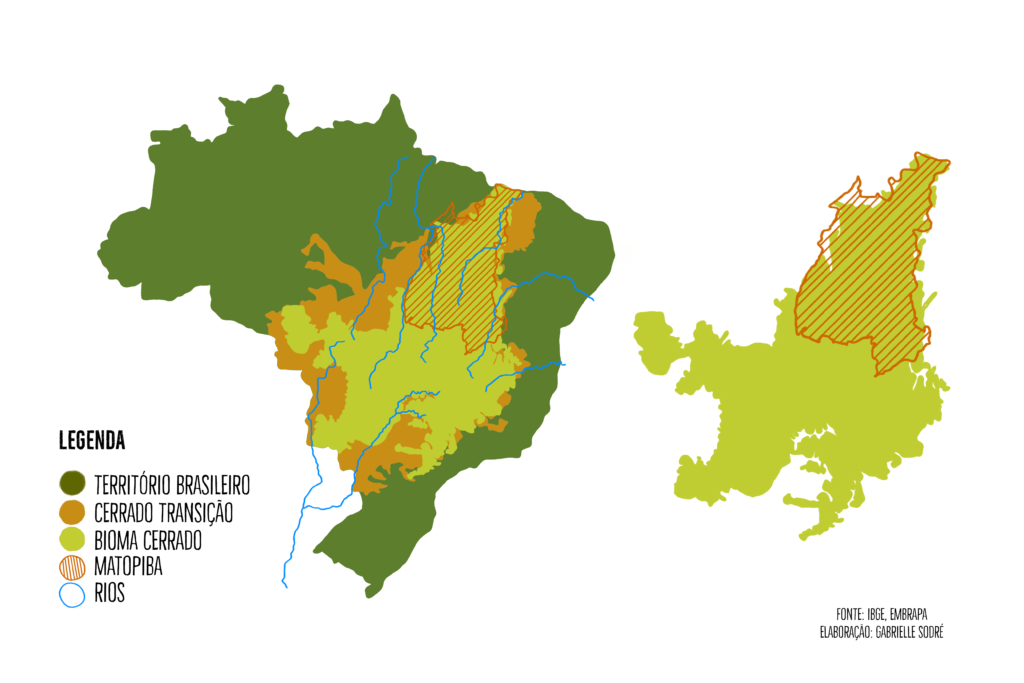 LEGENDA
TERRITÓRIO BRASILEIRO
CERRADO TRANSIÇÃO
BIOMA CERRADO
MATOPIBA
RIOS
FONTE: IBGE, EMBRAPA
ELABORAÇÃO: GABRIELLE SODRÉ